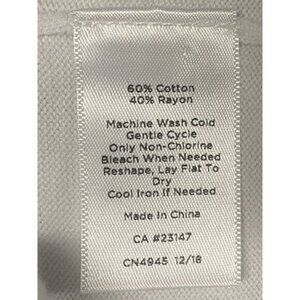 60% Cotton
40% Rayon
Machine Wash Cold
Gentle Cycle
Only Non-Chlorine
Bleach When Needed
Reshape, Lay Flat To
Dry
Cool Iron If Needed
Made In China
CA #23147
CN4945 12/18